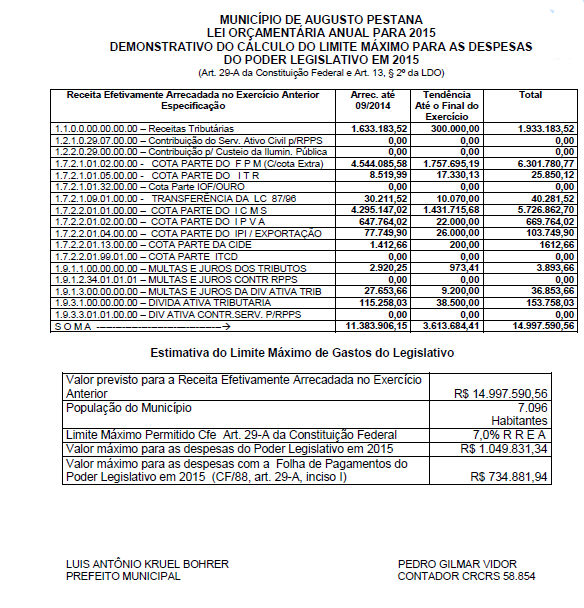 MUNICÍPIO DE AUGUSTO PESTANA
LEI ORÇAMENTÁRIA ANUAL PARA 2015
DEMONSTRATIVO DO CÁLCULO DO LIMITE MÁXIMO PARA AS DESPESAS
DO PODER LEGISLATIVO EM 2015
(Art. 29-A da Constituição Federal e Art. 13, § 2º da LDO)
Receita Efetivamente Arrecadada no Exercício Anterior Especificação | Arrec. até 09/2014 | Tendência Até o Final do Exercício | Total
1.1.0.0.00.00.00.00 – Receitas Tributárias 1.633.183,52 300.000,00 1.933.183,52
1.2.1.0.29.07.00.00 – Contribuição do Serv. Ativo Civil p/RPPS 0,00 0,00 0,00
1.2.2.0.29.00.00.00 – Contribuição p/ Custeio da Ilumin. Pública 0,00 0,00 0,00
1.7.2.1.01.02.00.00 - COTA PARTE DO F P M (C/cota Extra) 4.544.085,58 1.757.695,19 6.301.780,77
1.7.2.1.01.05.00.00 - COTA PARTE DO I T R 8.519,99 17.330,13 25.850,12
1.7.2.1.01.32.00.00 – Cota Parte IOF/OURO 0,00 0,00 0,00
1.7.2.1.09.01.00.00 - TRANSFERÊNCIA DA LC 87/96 30.211,52 10.070,00 40.281,52
1.7.2.2.01.01.00.00 – COTA PARTE DO I C M S 4.295.147,02 1.431.715,68 5.726.862,70
1.7.2.2.01.02.00.00 – COTA PARTE DO I P V A 647.764,02 22.000,00 669.764,02
1.7.2.2.01.04.00.00 – COTA PARTE DO IPI / EXPORTAÇÃO 77.749,90 26.000,00 103.749,90
1.7.2.2.01.13.00.00 – COTA PARTE DA CIDE 1.412,66 200,00 1612,66
1.7.2.2.01.99.01.00 – COTA PARTE ITCD 0,00 0,00 0,00
1.9.1.1.00.00.00.00 – MULTAS E JUROS DOS TRIBUTOS 2.920,25 973,41 3.893,66
1.9.1.2.34.01.01.01 – MULTAS E JUROS CONTR RPPS 0,00 0,00 0,00
1.9.1.3.00.00.00.00 – MULTAS E JUROS DA DIV ATIVA TRIB 27.653,66 9.200,00 36.853,66
1.9.3.1.00.00.00.00 – DIVIDA ATIVA TRIBUTARIA 115.258,03 38.500,00 153.758,03
1.9.3.3.01.01.00.00 – DIV ATIVA CONTR.SERV. P/RPPS 0,00 0,00 0,00
S O M A ------------------------------------→ 11.383.906,15 3.613.684,41 14.997.590,56
Estimativa do Limite Máximo de Gastos do Legislativo
Valor previsto para a Receita Efetivamente Arrecadada no Exercício
Anterior R$ 14.997.590,56
População do Município 7.096
Habitantes
Limite Máximo Permitido Cfe Art. 29-A da Constituição Federal 7,0% R R E A
Valor máximo para as despesas do Poder Legislativo em 2015 R$ 1.049.831,34
Valor máximo para as despesas com a Folha de Pagamentos do
Poder Legislativo em 2015 (CF/88, art. 29-A, inciso I) R$ 734.881,94
LUIS ANTÔNIO KRUEL BOHRER PEDRO GILMAR VIDOR
PREFEITO MUNICIPAL CONTADOR CRCRS 58.854